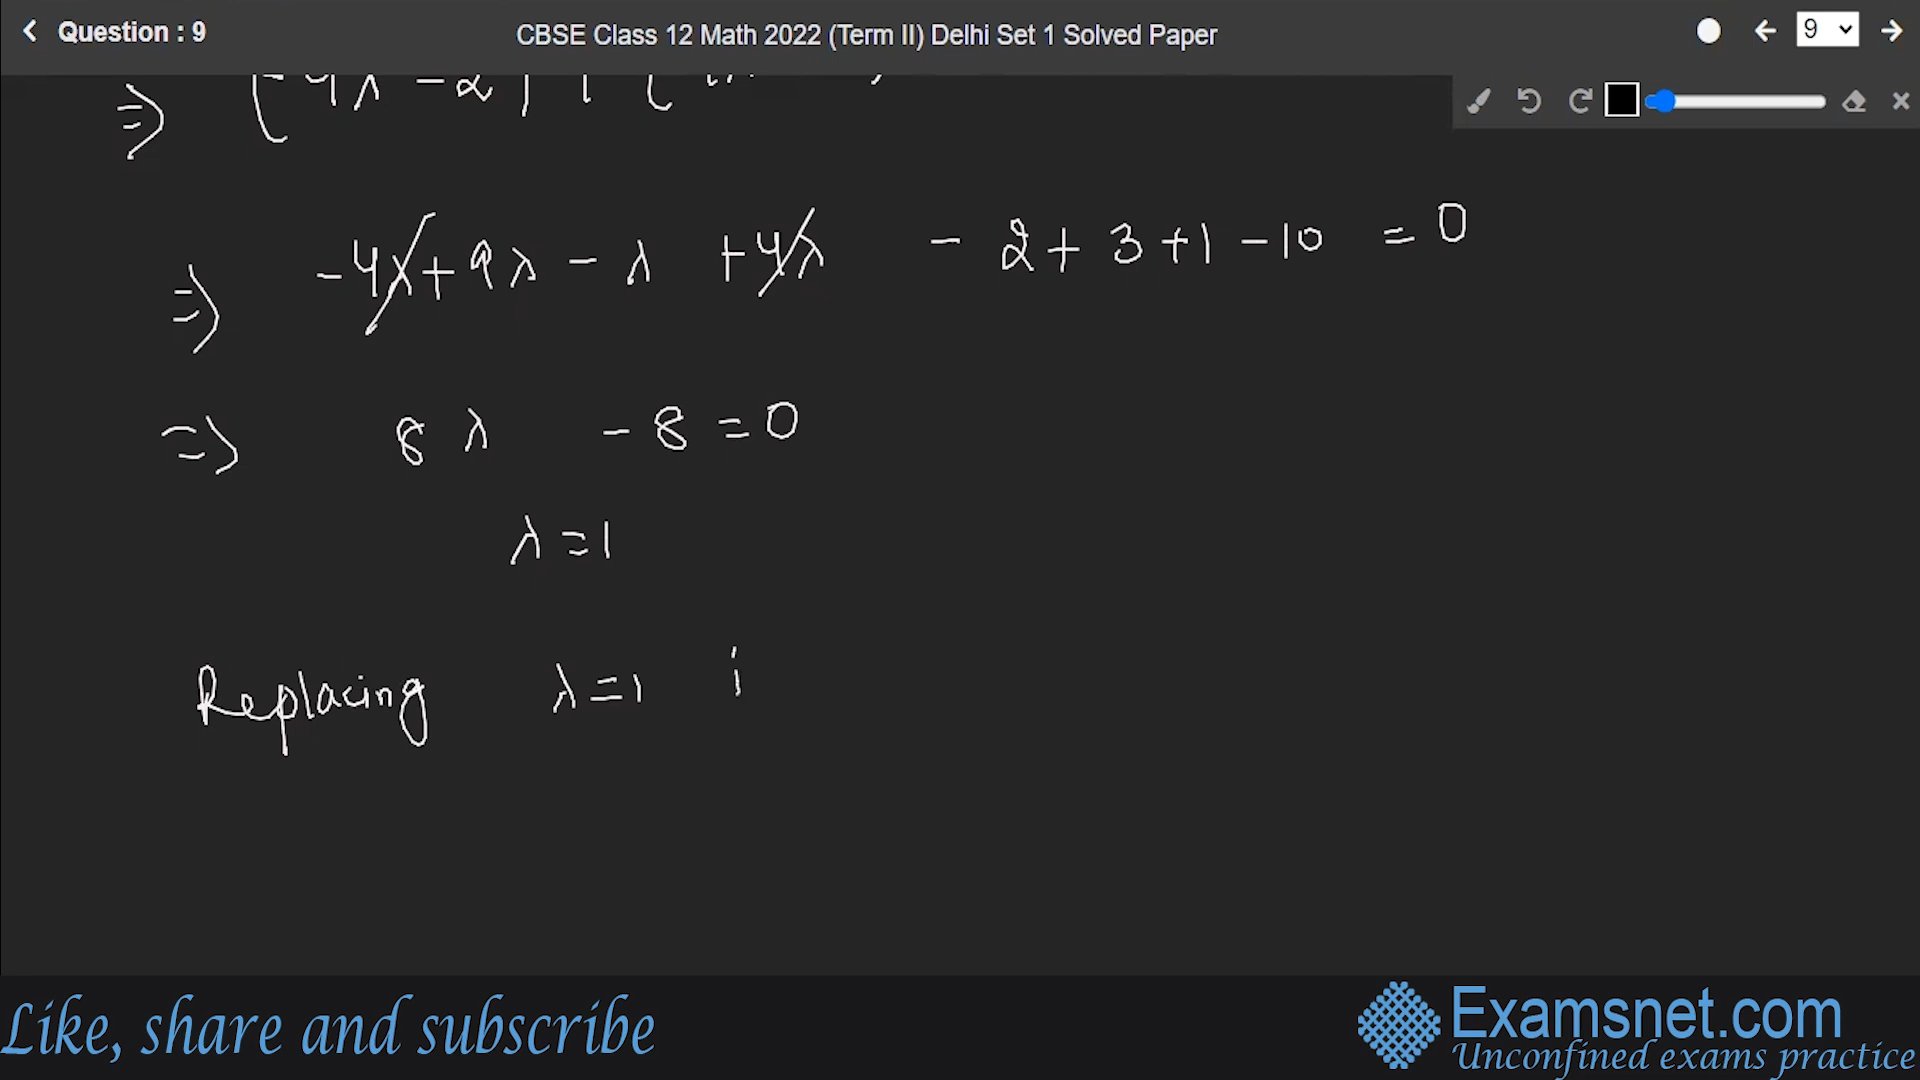 Question : 9
CBSE Class 12 Math 2022 (Term II) Delhi Set 1 Solved Paper
9
⇒ [-4λ-2]
⇒ -4λ+9λ-λ +4λ -2+3+1-10 =0
⇒ 8λ -8=0
λ=1
Replacing λ=1 i
Like, share and subscribe
Examsnet.com
Unconfined exams practice